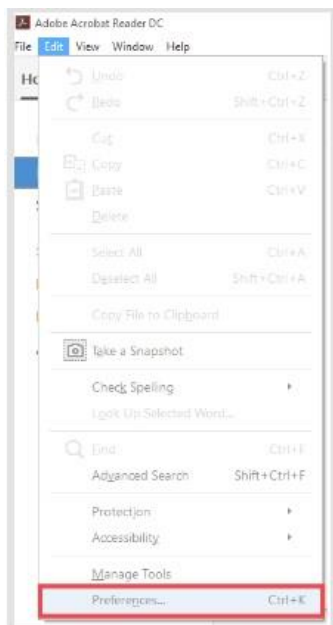 Adobe Acrobat Reader DC
File Edit View Window Help
Ho
Undo Ctrl+Z
Redo Shift+Ctrl+Z
Cut Ctrl+X
Copy Ctrl+C
Paste Ctrl+V
Delete
Select All Ctrl+A
Deselect All Shift+Ctrl+A
Copy File to Clipboard
Take a Snapshot
Check Spelling
Look Up Selected Word...
Find Ctrl+F
Advanced Search Shift+Ctrl+F
Protection
Accessibility
Manage Tools
Preferences... Ctrl+K